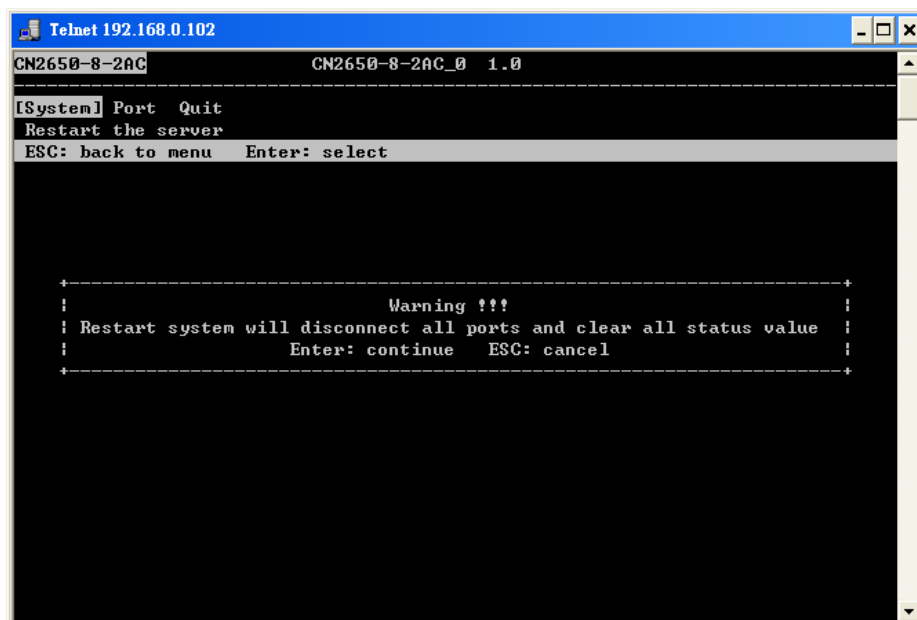 Telnet 192.168.0.102
CN2650-8-2AC CN2650-8-2AC_0 1.0
[System] Port Quit
Restart the server
ESC: back to menu Enter: select
Warning !!!
Restart system will disconnect all ports and clear all status value
Enter: continue ESC: cancel